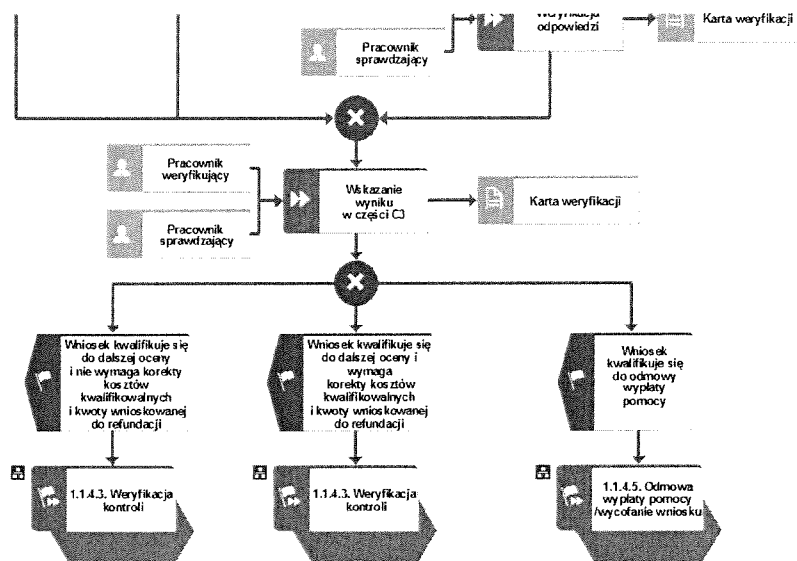 Weryfikacja
odpowiedzi
Karta weryfikacji
Pracownik
sprawdzający
Pracownik
weryfikujący
Wskazanie
wyniku
w części C3
Karta weryfikacji
Pracownik
sprawdzający
Wniosek kwalifikuje się
do dalszej oceny
i nie wymaga korekty
kosztów
kwalifikowalnych
i kwoty wnioskowanej
do refundacji
Wniosek kwalifikuje się
do dalszej oceny i
wymaga
korekty kosztów
kwalifikowalnych
i kwoty wnioskowanej
do refundacji
Wniosek
kwalifikuje się
do odmowy
wypłaty
pomocy
1.1.4.3. Weryfikacja
kontroli
1.1.4.3. Weryfikacja
kontroli
1.1.4.5. Odmowa
wypłaty pomocy
/wycofanie wniosku